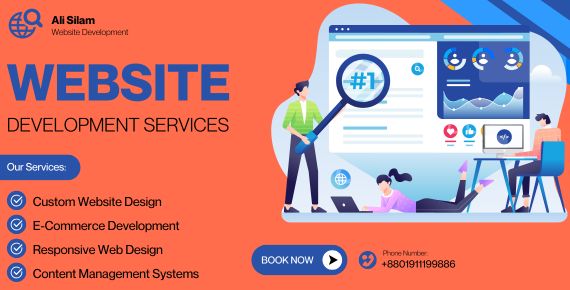 Ali Silam
Website Development
WEBSITE
DEVELOPMENT SERVICES
Our Services:
Custom Website Design
E-Commerce Development
Responsive Web Design
Content Management Systems
#1
BOOK NOW
Phone Number:
+8801911199886